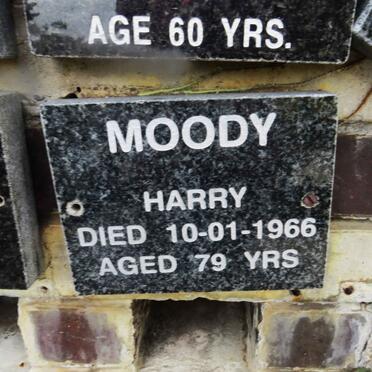 AGE 60 YRS.
MOODY
HARRY
DIED 10-01-1966
AGED 79 YRS